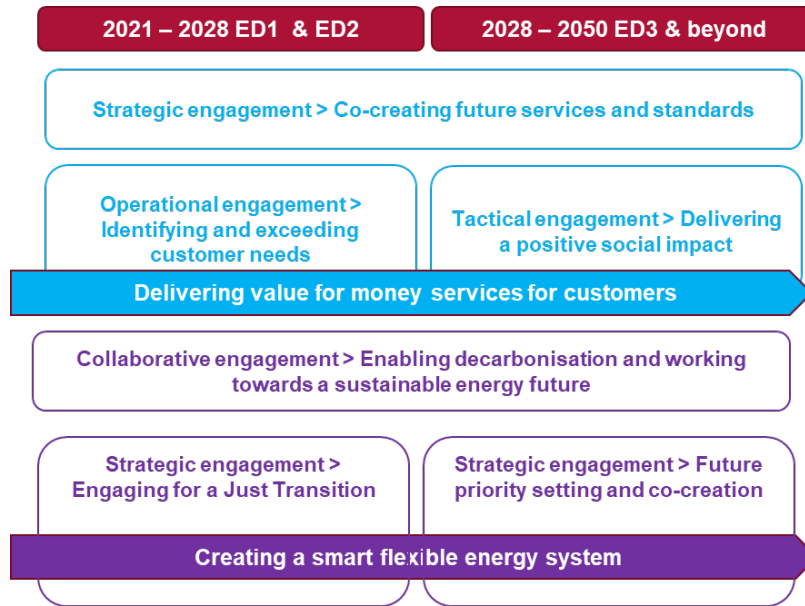 2021 – 2028 ED1 & ED2
2028 – 2050 ED3 & beyond
Strategic engagement > Co-creating future services and standards
Operational engagement >
Identifying and exceeding
customer needs
Tactical engagement > Delivering
a positive social impact
Delivering value for money services for customers
Collaborative engagement > Enabling decarbonisation and working
towards a sustainable energy future
Strategic engagement >
Engaging for a Just Transition
Strategic engagement > Future
priority setting and co-creation
Creating a smart flexible energy system